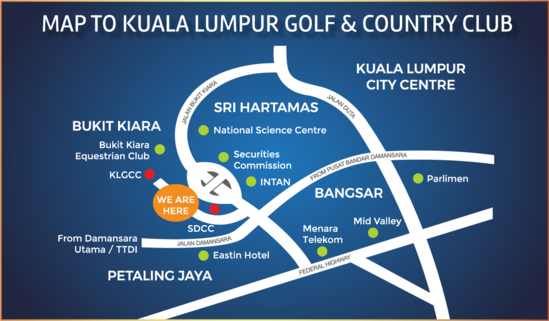 MAP TO KUALA LUMPUR GOLF & COUNTRY CLUB
KUALA LUMPUR
CITY CENTRE
JALAN BUKIT KIARA
JALAN DUTA
SRI HARTAMAS
BUKIT KIARA
National Science Centre
Bukit Kiara
Equestrian Club
Securities
Commission
FROM PUSAT BANDAR DAMANSARA
KLGCC
INTAN
Parlimen
BANGSAR
WE ARE
HERE
SDCC
Mid Valley
Menara
Telekom
From Damansara
Utama / TTDI
JALAN DAMANSARA
Eastin Hotel
FEDERAL HIGHWAY
PETALING JAYA